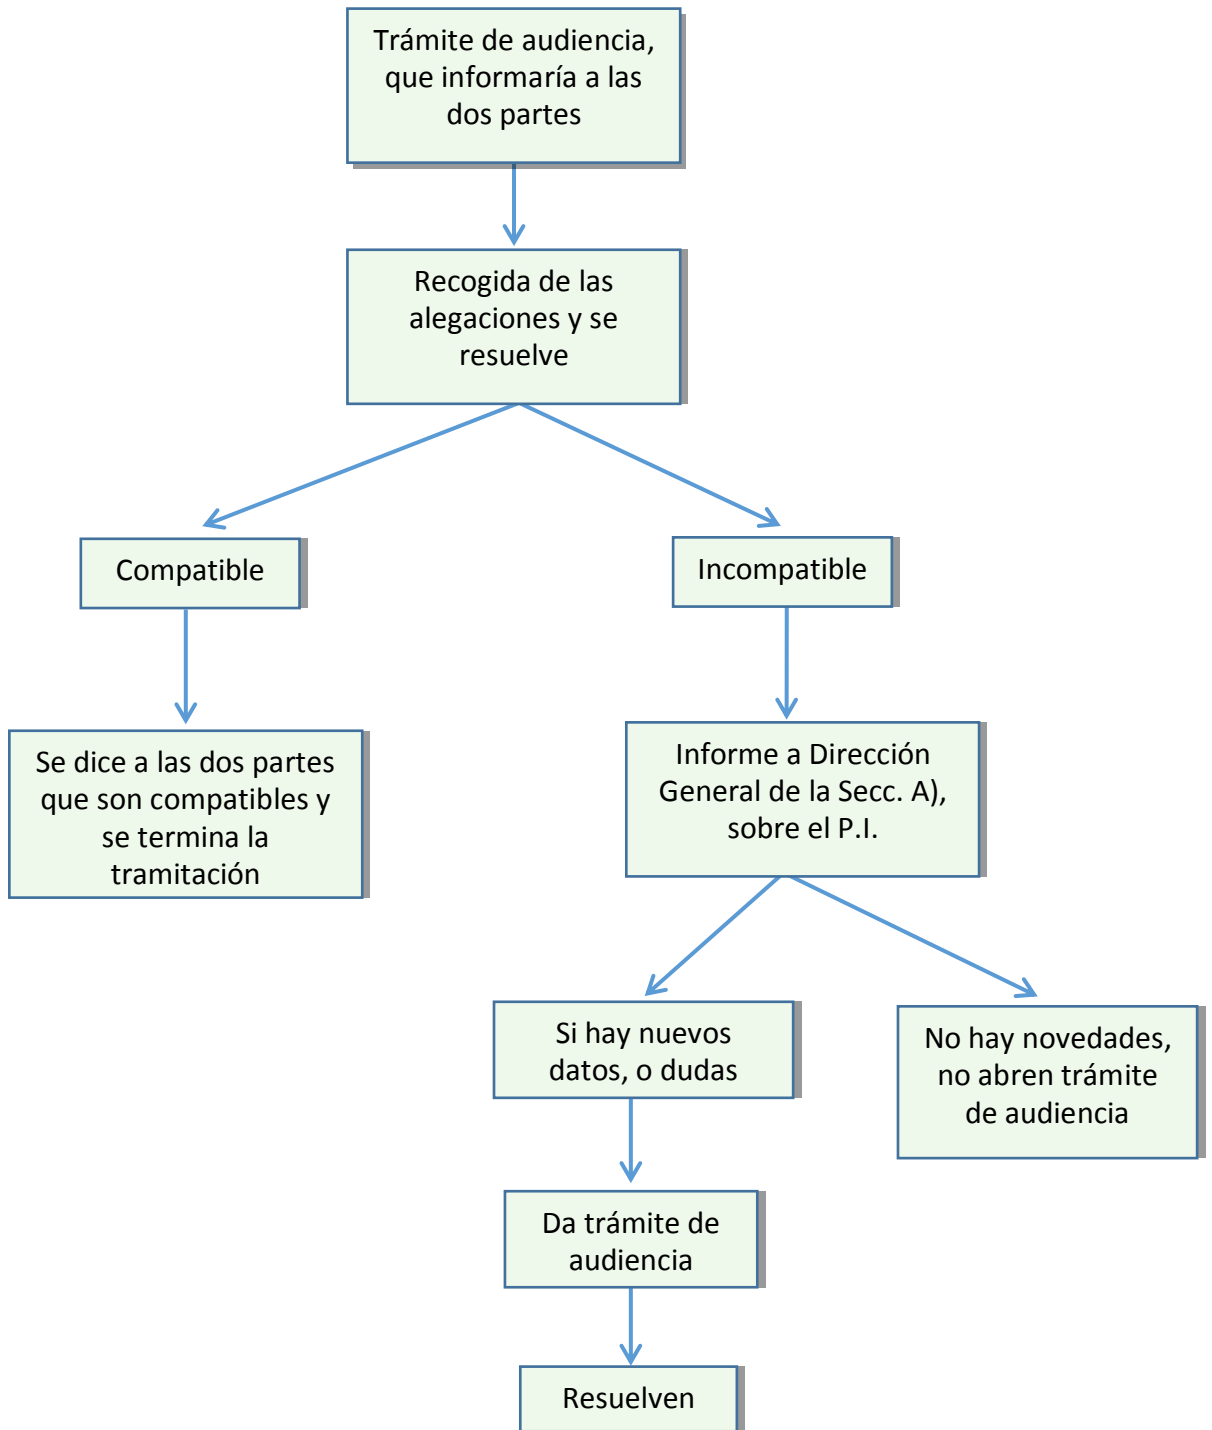 Trámite de audiencia,
que informaría a las
dos partes
Recogida de las
alegaciones y se
resuelve
Compatible
Incompatible
Se dice a las dos partes
que son compatibles y
se termina la
tramitación
Informe a Dirección
General de la Secc. A),
sobre el P.I.
Si hay nuevos
datos, o dudas
No hay novedades,
no abren trámite
de audiencia
Da trámite de
audiencia
Resuelven